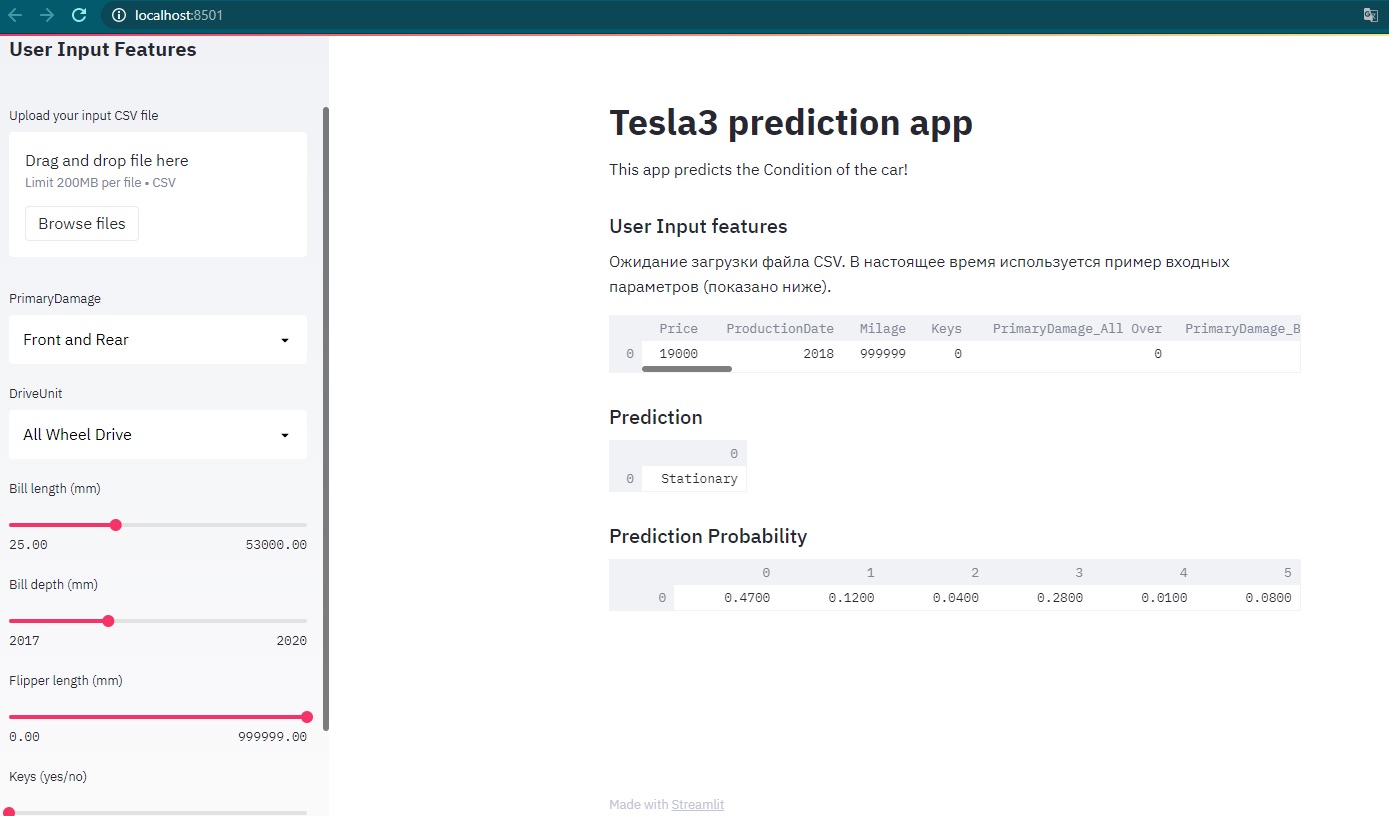 localhost:8501
User Input Features
Upload your input CSV file
Drag and drop file here
Limit 200MB per file • CSV
Browse files
PrimaryDamage
Front and Rear
DriveUnit
All Wheel Drive
Bill length (mm)
25.00 53000.00
Bill depth (mm)
2017 2020
Flipper length (mm)
0.00 999999.00
Keys (yes/no)
Tesla3 prediction app
This app predicts the Condition of the car!
User Input features
Ожидание загрузки файла CSV. В настоящее время используется пример входных
параметров (показано ниже).
Price ProductionDate Milage Keys PrimaryDamage_All Over PrimaryDamage_B
0 19000 2018 999999 0 0
Prediction
0
0 Stationary
Prediction Probability
0 1 2 3 4 5
0 0.4700 0.1200 0.0400 0.2800 0.0100 0.0800
Made with Streamlit